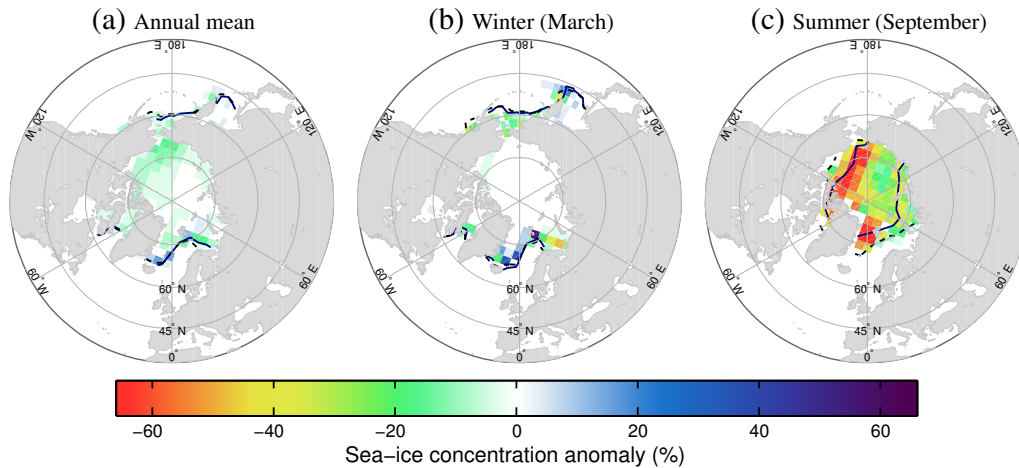 (a) Annual mean
(b) Winter (March)
(c) Summer (September)
180° E
120° W
120° E
60° W
60° E
60° N
45° N
0°
180° E
120° W
120° E
60° W
60° E
60° N
45° N
0°
180° E
120° W
120° E
60° W
60° E
60° N
45° N
0°
−60 −40 −20 0 20 40 60
Sea−ice concentration anomaly (%)